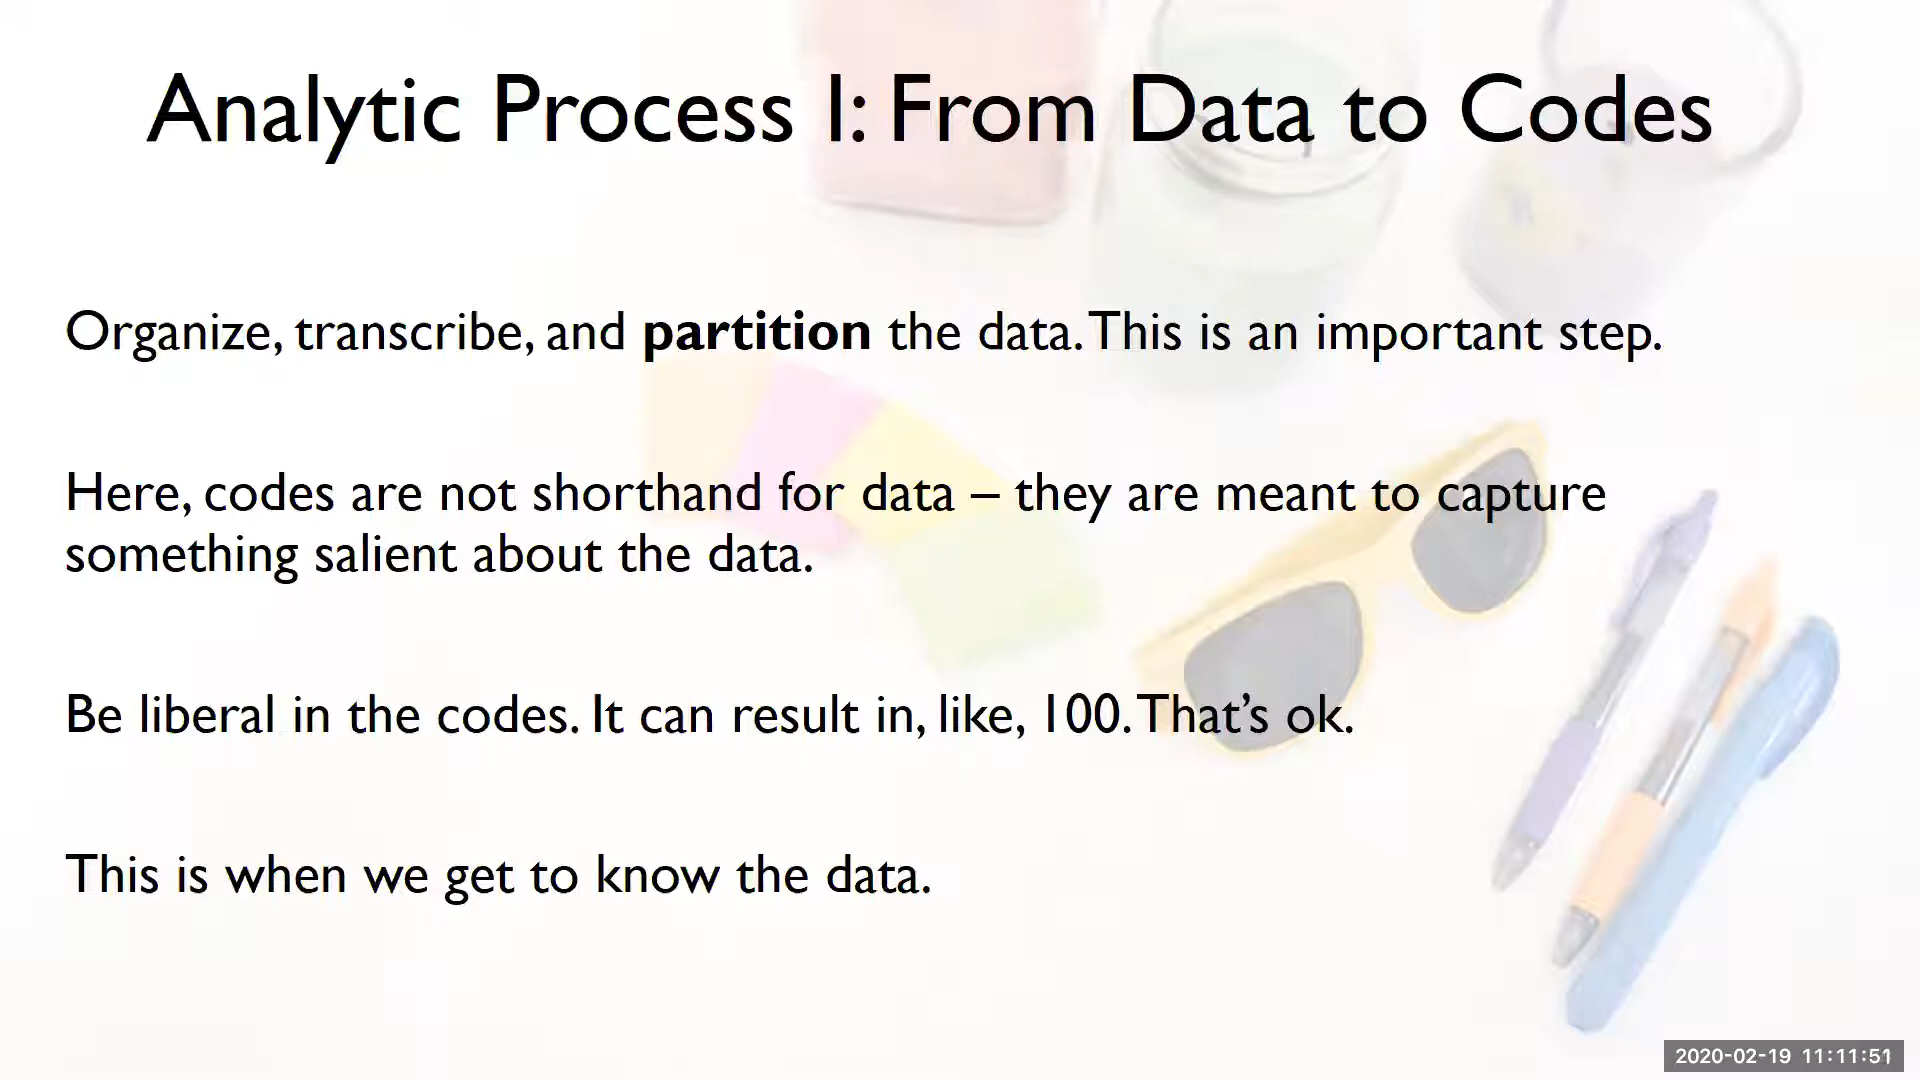 Analytic Process I: From Data to Codes
Organize, transcribe, and partition the data. This is an important step.
Here, codes are not shorthand for data – they are meant to capture
something salient about the data.
Be liberal in the codes. It can result in, like, 100. That’s ok.
This is when we get to know the data.
2020-02-19 11:11:51